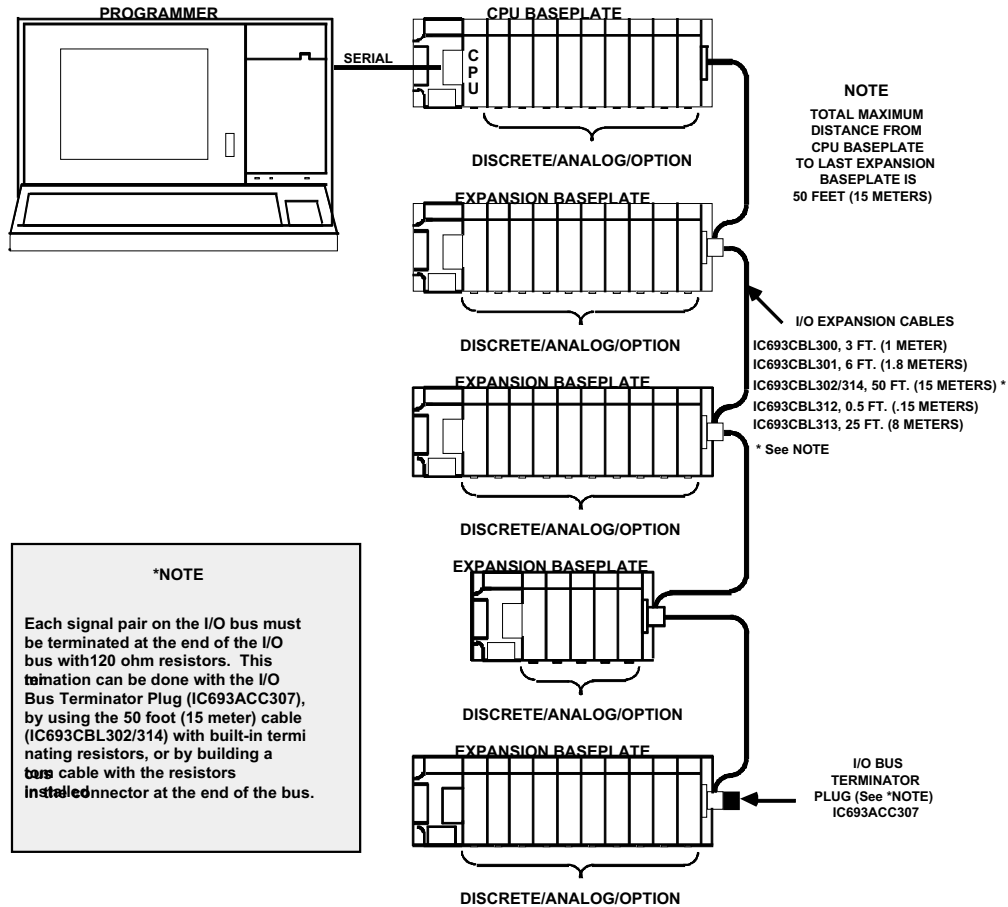 PROGRAMMER
CPU BASEPLATE
SERIAL
C
P
U
DISCRETE/ANALOG/OPTION
NOTE
TOTAL MAXIMUM
DISTANCE FROM
CPU BASEPLATE
TO LAST EXPANSION
BASEPLATE IS
50 FEET (15 METERS)
EXPANSION BASEPLATE
DISCRETE/ANALOG/OPTION
I/O EXPANSION CABLES
IC693CBL300, 3 FT. (1 METER)
IC693CBL301, 6 FT. (1.8 METERS)
IC693CBL302/314, 50 FT. (15 METERS) *
IC693CBL312, 0.5 FT. (.15 METERS)
IC693CBL313, 25 FT. (8 METERS)
* See NOTE
EXPANSION BASEPLATE
DISCRETE/ANALOG/OPTION
EXPANSION BASEPLATE
DISCRETE/ANALOG/OPTION
EXPANSION BASEPLATE
DISCRETE/ANALOG/OPTION
I/O BUS
TERMINATOR
PLUG (See *NOTE)
IC693ACC307
*NOTE
Each signal pair on the I/O bus must
be terminated at the end of the I/O
bus with120 ohm resistors. This
mination can be done with the I/O
Bus Terminator Plug (IC693ACC307),
by using the 50 foot (15 meter) cable
(IC693CBL302/314) with built-in termi
nating resistors, or by building a
cable with the resistors
in the connector at the end of the bus.